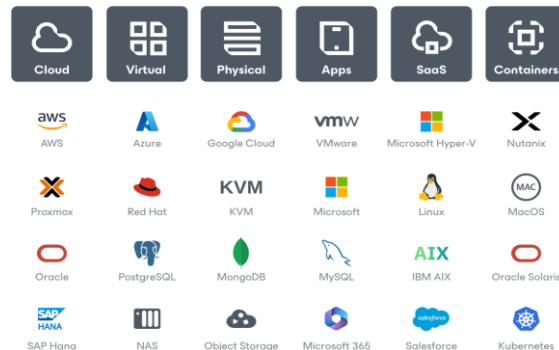 Cloud Virtual Physical Apps SaaS Containers
aws vmw
AWS Azure Google Cloud VMware Microsoft Hyper-V Nutanix
KVM MAC
Proxmox Red Hat KVM Microsoft Linux MacOS
AIX
Oracle PostgreSQL MongoDB MySQL IBM AIX Oracle Solaris
SAP salesforce
HANA
SAP Hana NAS Object Storage Microsoft 365 Salesforce Kubernetes